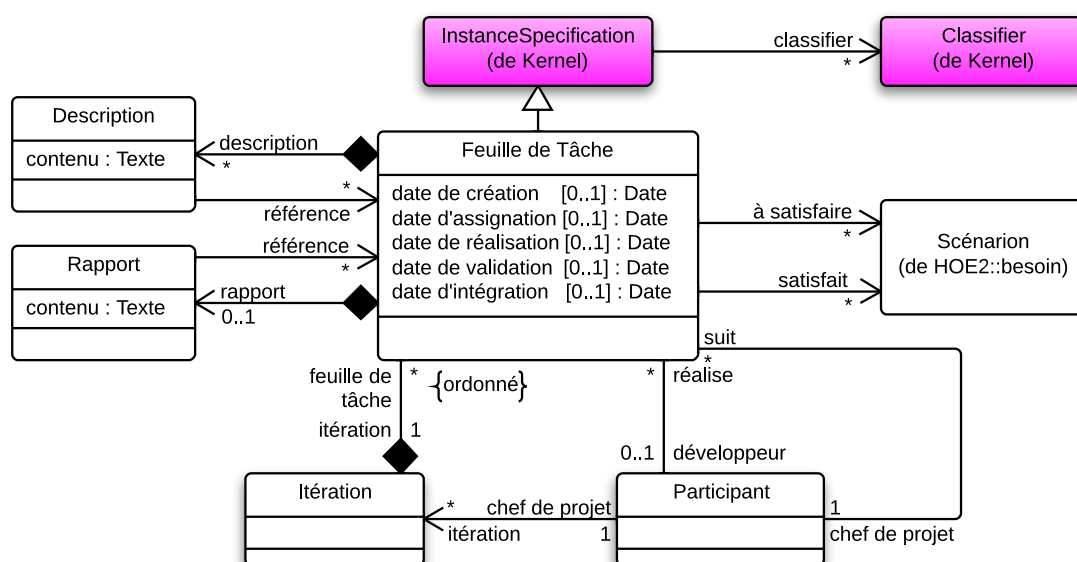 InstanceSpecification
(de Kernel)
classifier
*
Classifier
(de Kernel)
Description
contenu : Texte
description
*
*
référence
Feuille de Tâche
date de création [0..1] : Date
date d'assignation [0..1] : Date
date de réalisation [0..1] : Date
date de validation [0..1] : Date
date d'intégration [0..1] : Date
à satisfaire
*
satisfait
*
Scénarion
(de HOE2::besoin)
référence
*
Rapport
contenu : Texte
rapport
0..1
suit
*
feuille de
tâche
*
{ordonné}
*
réalise
itération
1
0..1
développeur
Itération
*
chef de projet
itération
1
Participant
1
chef de projet